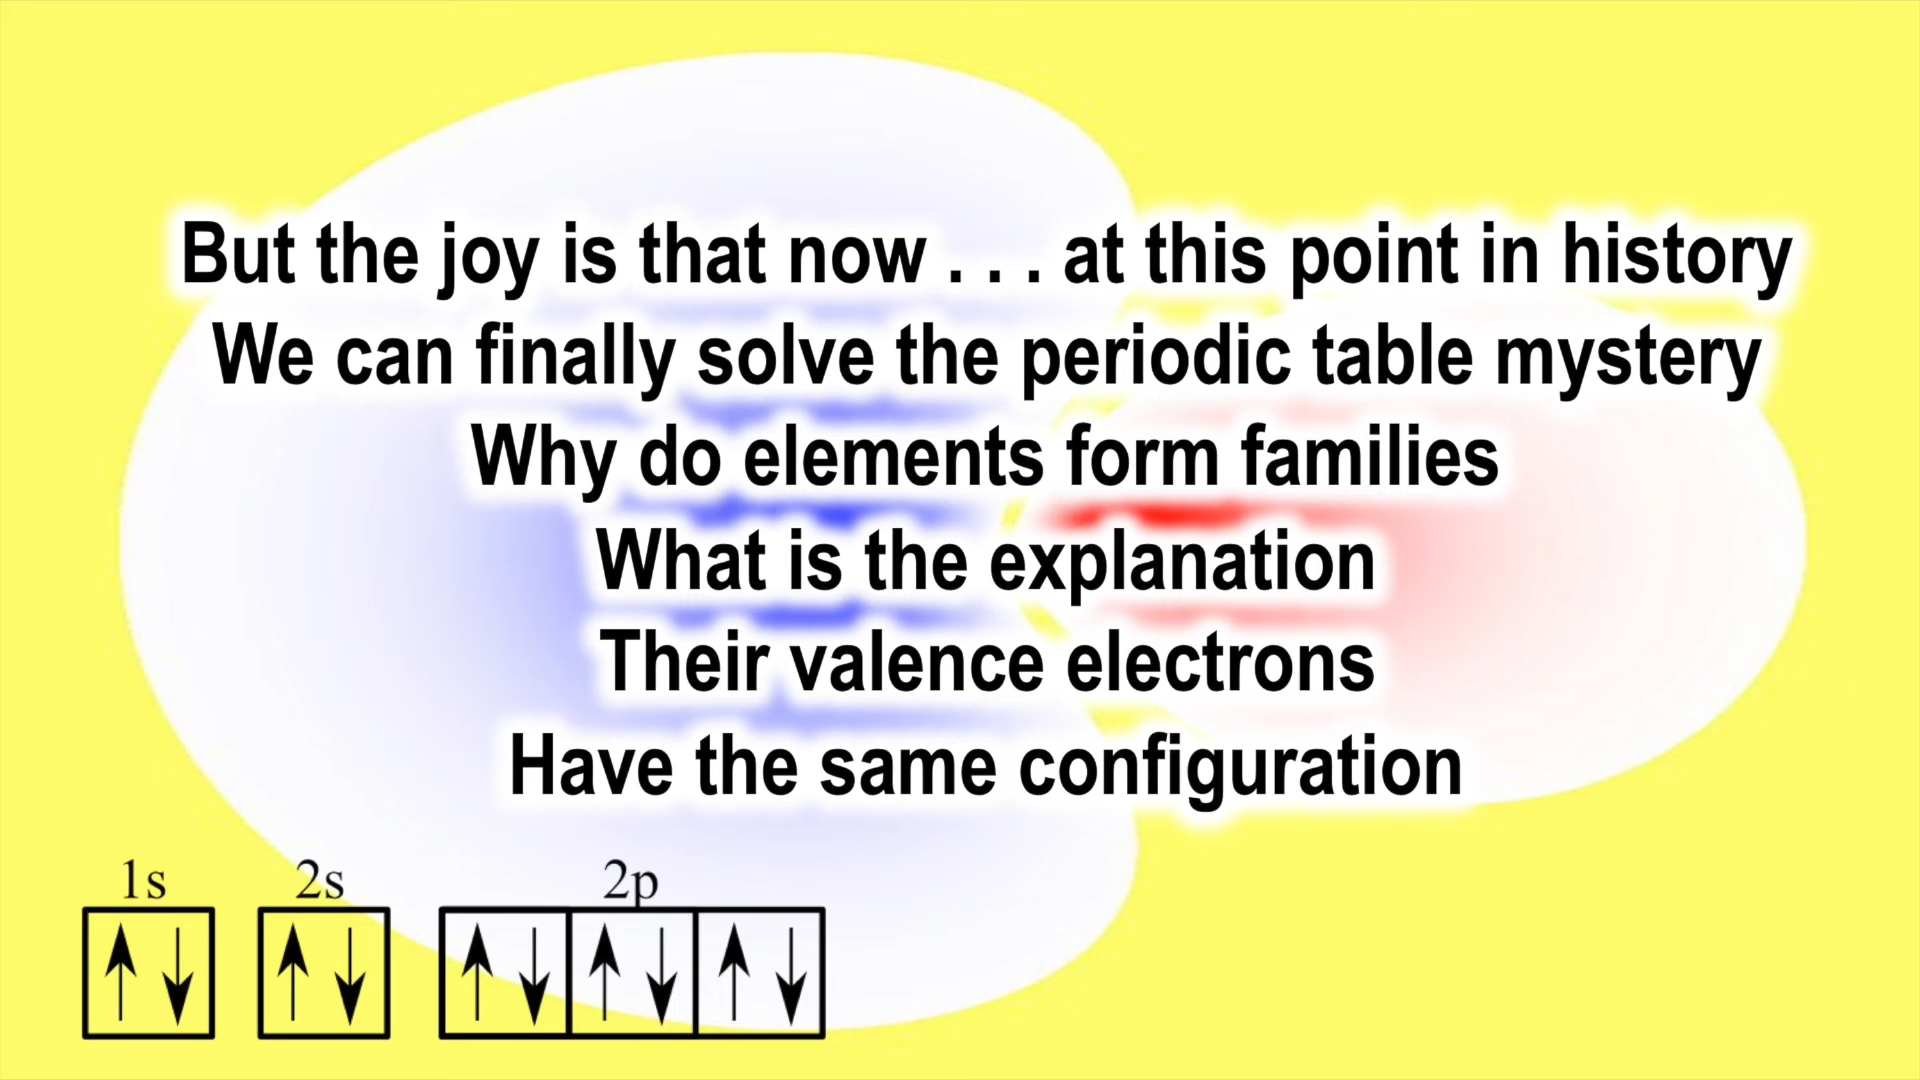 But the joy is that now . . . at this point in history
We can finally solve the periodic table mystery
Why do elements form families
What is the explanation
Their valence electrons
Have the same configuration
1s 2s 2p